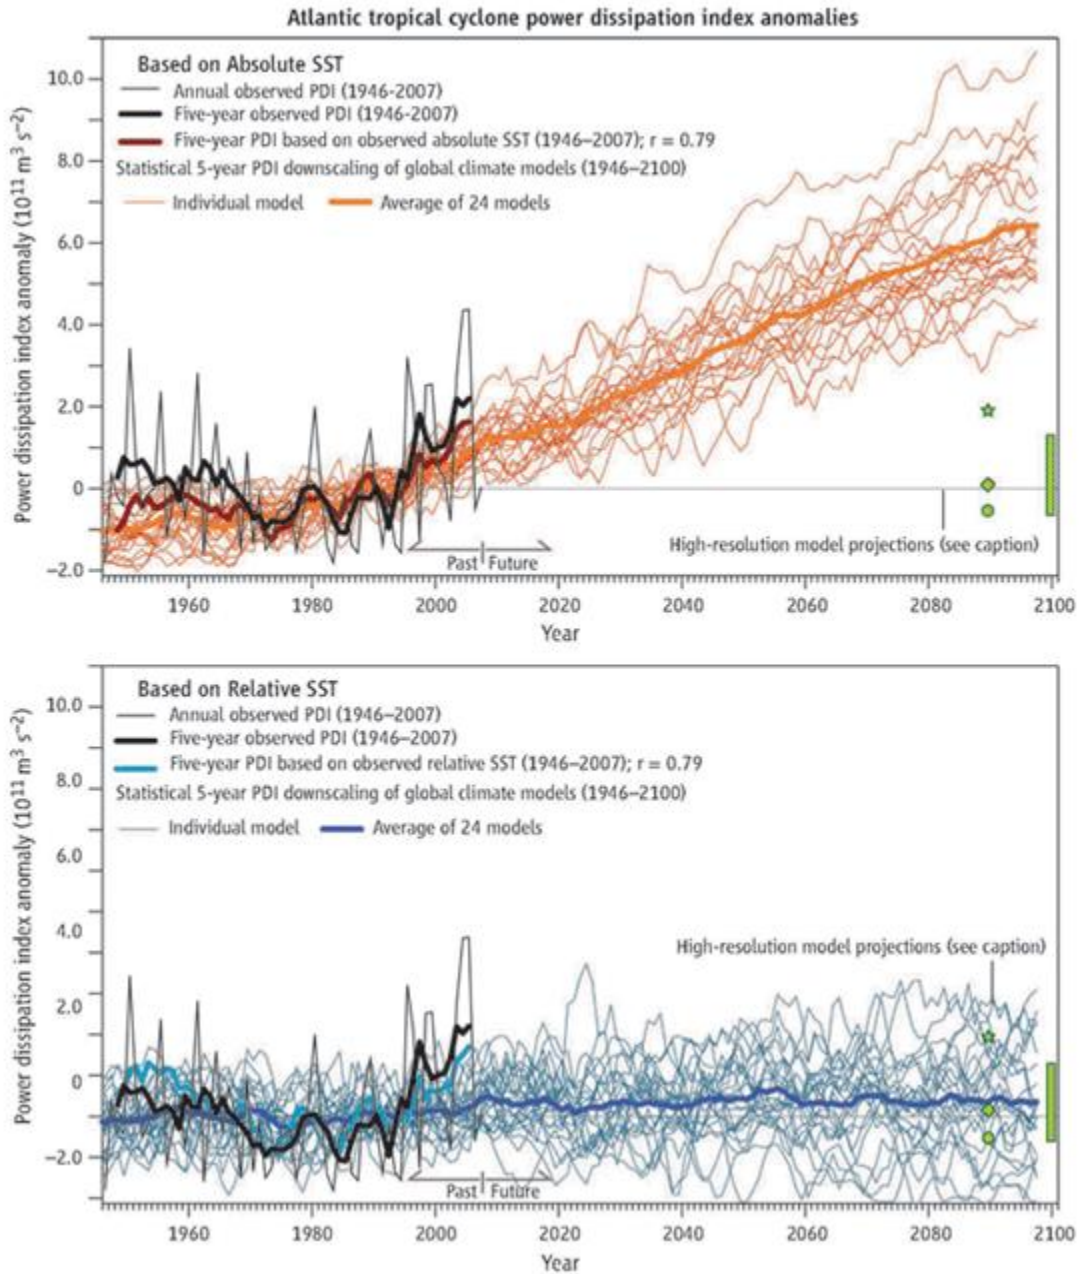 Atlantic tropical cyclone power dissipation index anomalies
Power dissipation index anomaly (10¹¹ m³ s⁻²)
10.0
8.0
6.0
4.0
2.0
0
–2.0
Based on Absolute SST
Annual observed PDI (1946-2007)
Five-year observed PDI (1946-2007)
Five-year PDI based on observed absolute SST (1946–2007); r = 0.79
Statistical 5-year PDI downscaling of global climate models (1946–2100)
Individual model
Average of 24 models
High-resolution model projections (see caption)
Past
Future
1960
1980
2000
2020
2040
2060
2080
2100
Year
Power dissipation index anomaly (10¹¹ m³ s⁻²)
10.0
8.0
6.0
4.0
2.0
0
–2.0
Based on Relative SST
Annual observed PDI (1946–2007)
Five-year observed PDI (1946–2007)
Five-year PDI based on observed relative SST (1946–2007); r = 0.79
Statistical 5-year PDI downscaling of global climate models (1946–2100)
Individual model
Average of 24 models
High-resolution model projections (see caption)
Past
Future
1960
1980
2000
2020
2040
2060
2080
2100
Year